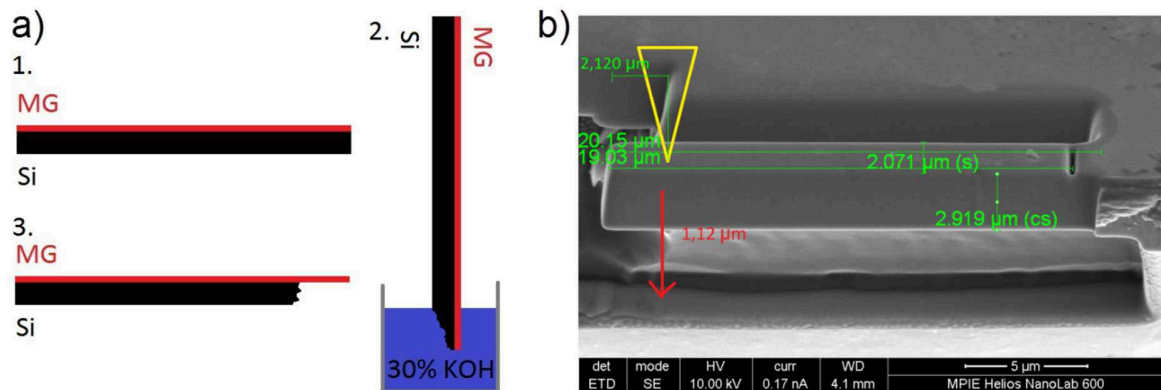 a)
1.
MG
Si
3.
MG
Si
2.
Si
MG
30% KOH
b)
2,120 µm
20.15 µm
19.03 µm
2.071 µm (s)
2.919 µm (cs)
1,12 µm
det mode HV curr WD
ETD SE 10.00 kV 0.17 nA 4.1 mm
5 µm
MPIE Helios NanoLab 600